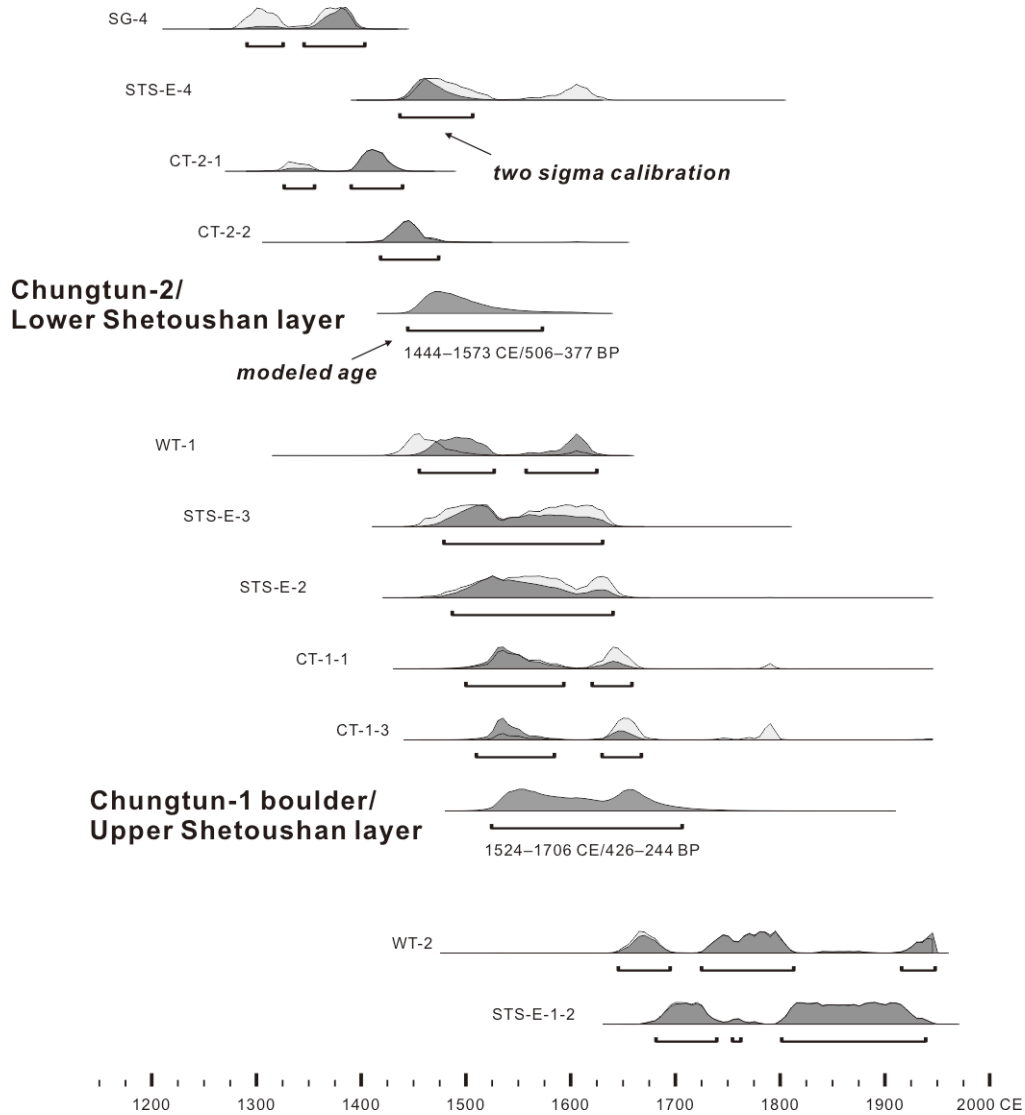 SG-4
STS-E-4
CT-2-1
two sigma calibration
CT-2-2
Chungtun-2/
Lower Shetoushan layer
1444–1573 CE/506–377 BP
modeled age
WT-1
STS-E-3
STS-E-2
CT-1-1
CT-1-3
Chungtun-1 boulder/
Upper Shetoushan layer
1524–1706 CE/426–244 BP
WT-2
STS-E-1-2
1200 1300 1400 1500 1600 1700 1800 1900 2000 CE